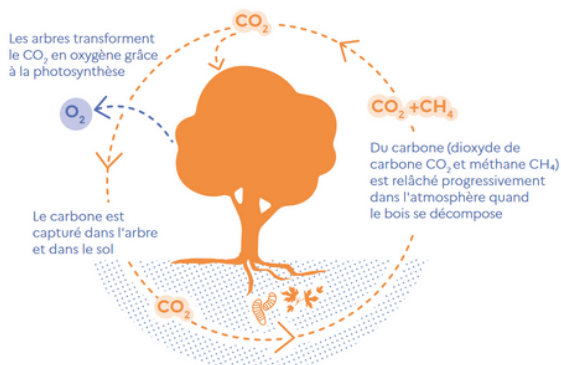 CO₂
Les arbres transforment
le CO₂ en oxygène grâce
à la photosynthèse
O₂
CO₂ +CH₄
Du carbone (dioxyde de
carbone CO₂ et méthane CH₄)
est relâché progressivement
dans l'atmosphère quand
le bois se décompose
Le carbone est
capturé dans l'arbre
et dans le sol
CO₂